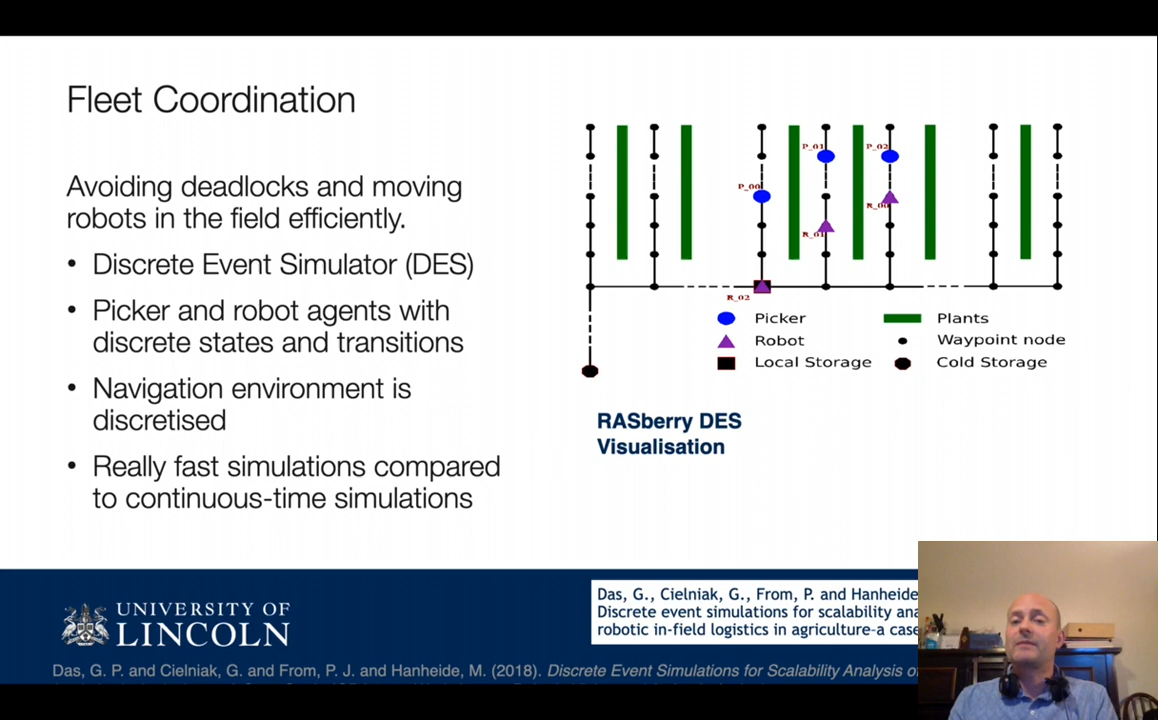 Fleet Coordination
Avoiding deadlocks and moving
robots in the field efficiently.
• Discrete Event Simulator (DES)
• Picker and robot agents with
discrete states and transitions
• Navigation environment is
discretised
• Really fast simulations compared
to continuous-time simulations
P_01
P_02
P_00
R_00
R_01
R_02
Picker
Plants
Robot
Waypoint node
Local Storage
Cold Storage
RASberry DES
Visualisation
UNIVERSITY OF
LINCOLN
Das, G., Cielniak, G., From, P. and Hanheide
Discrete event simulations for scalability
robotic in-field logistics in agriculture-a case
Das, G. P. and Cielniak, G. and From, P. J. and Hanheide, M. (2018). Discrete Event Simulations for Scalability Analysis of